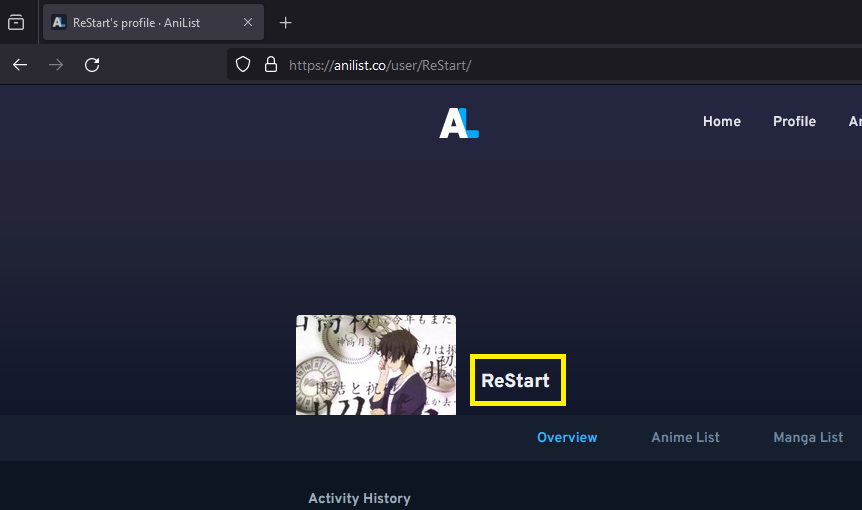 ReStart's profile · AniList
https://anilist.co/user/ReStart/
AL
Home
Profile
ReStart
Overview
Anime List
Manga List
Activity History